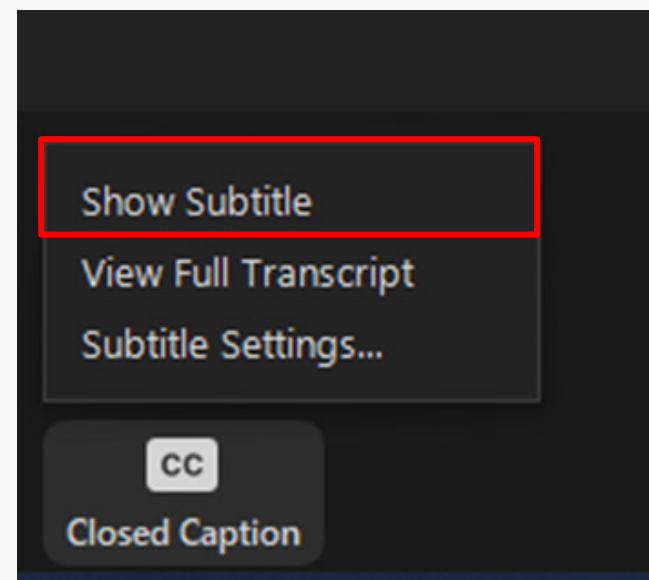 Show Subtitle
View Full Transcript
Subtitle Settings...
CC
Closed Caption